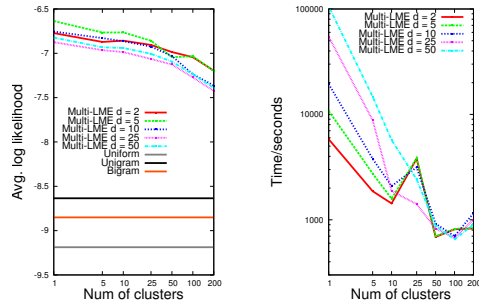 -6.5
-7
-7.5
-8
-8.5
-9
-9.5
Avg. log likelihood
Multi-LME d = 2
Multi-LME d = 5
Multi-LME d = 10
Multi-LME d = 25
Multi-LME d = 50
Uniform
Unigram
Bigram
1 5 10 25 50 100 200
Num of clusters
100000
10000
1000
Time/seconds
Multi-LME d = 2
Multi-LME d = 5
Multi-LME d = 10
Multi-LME d = 25
Multi-LME d = 50
1 5 10 25 50 100 200
Num of clusters